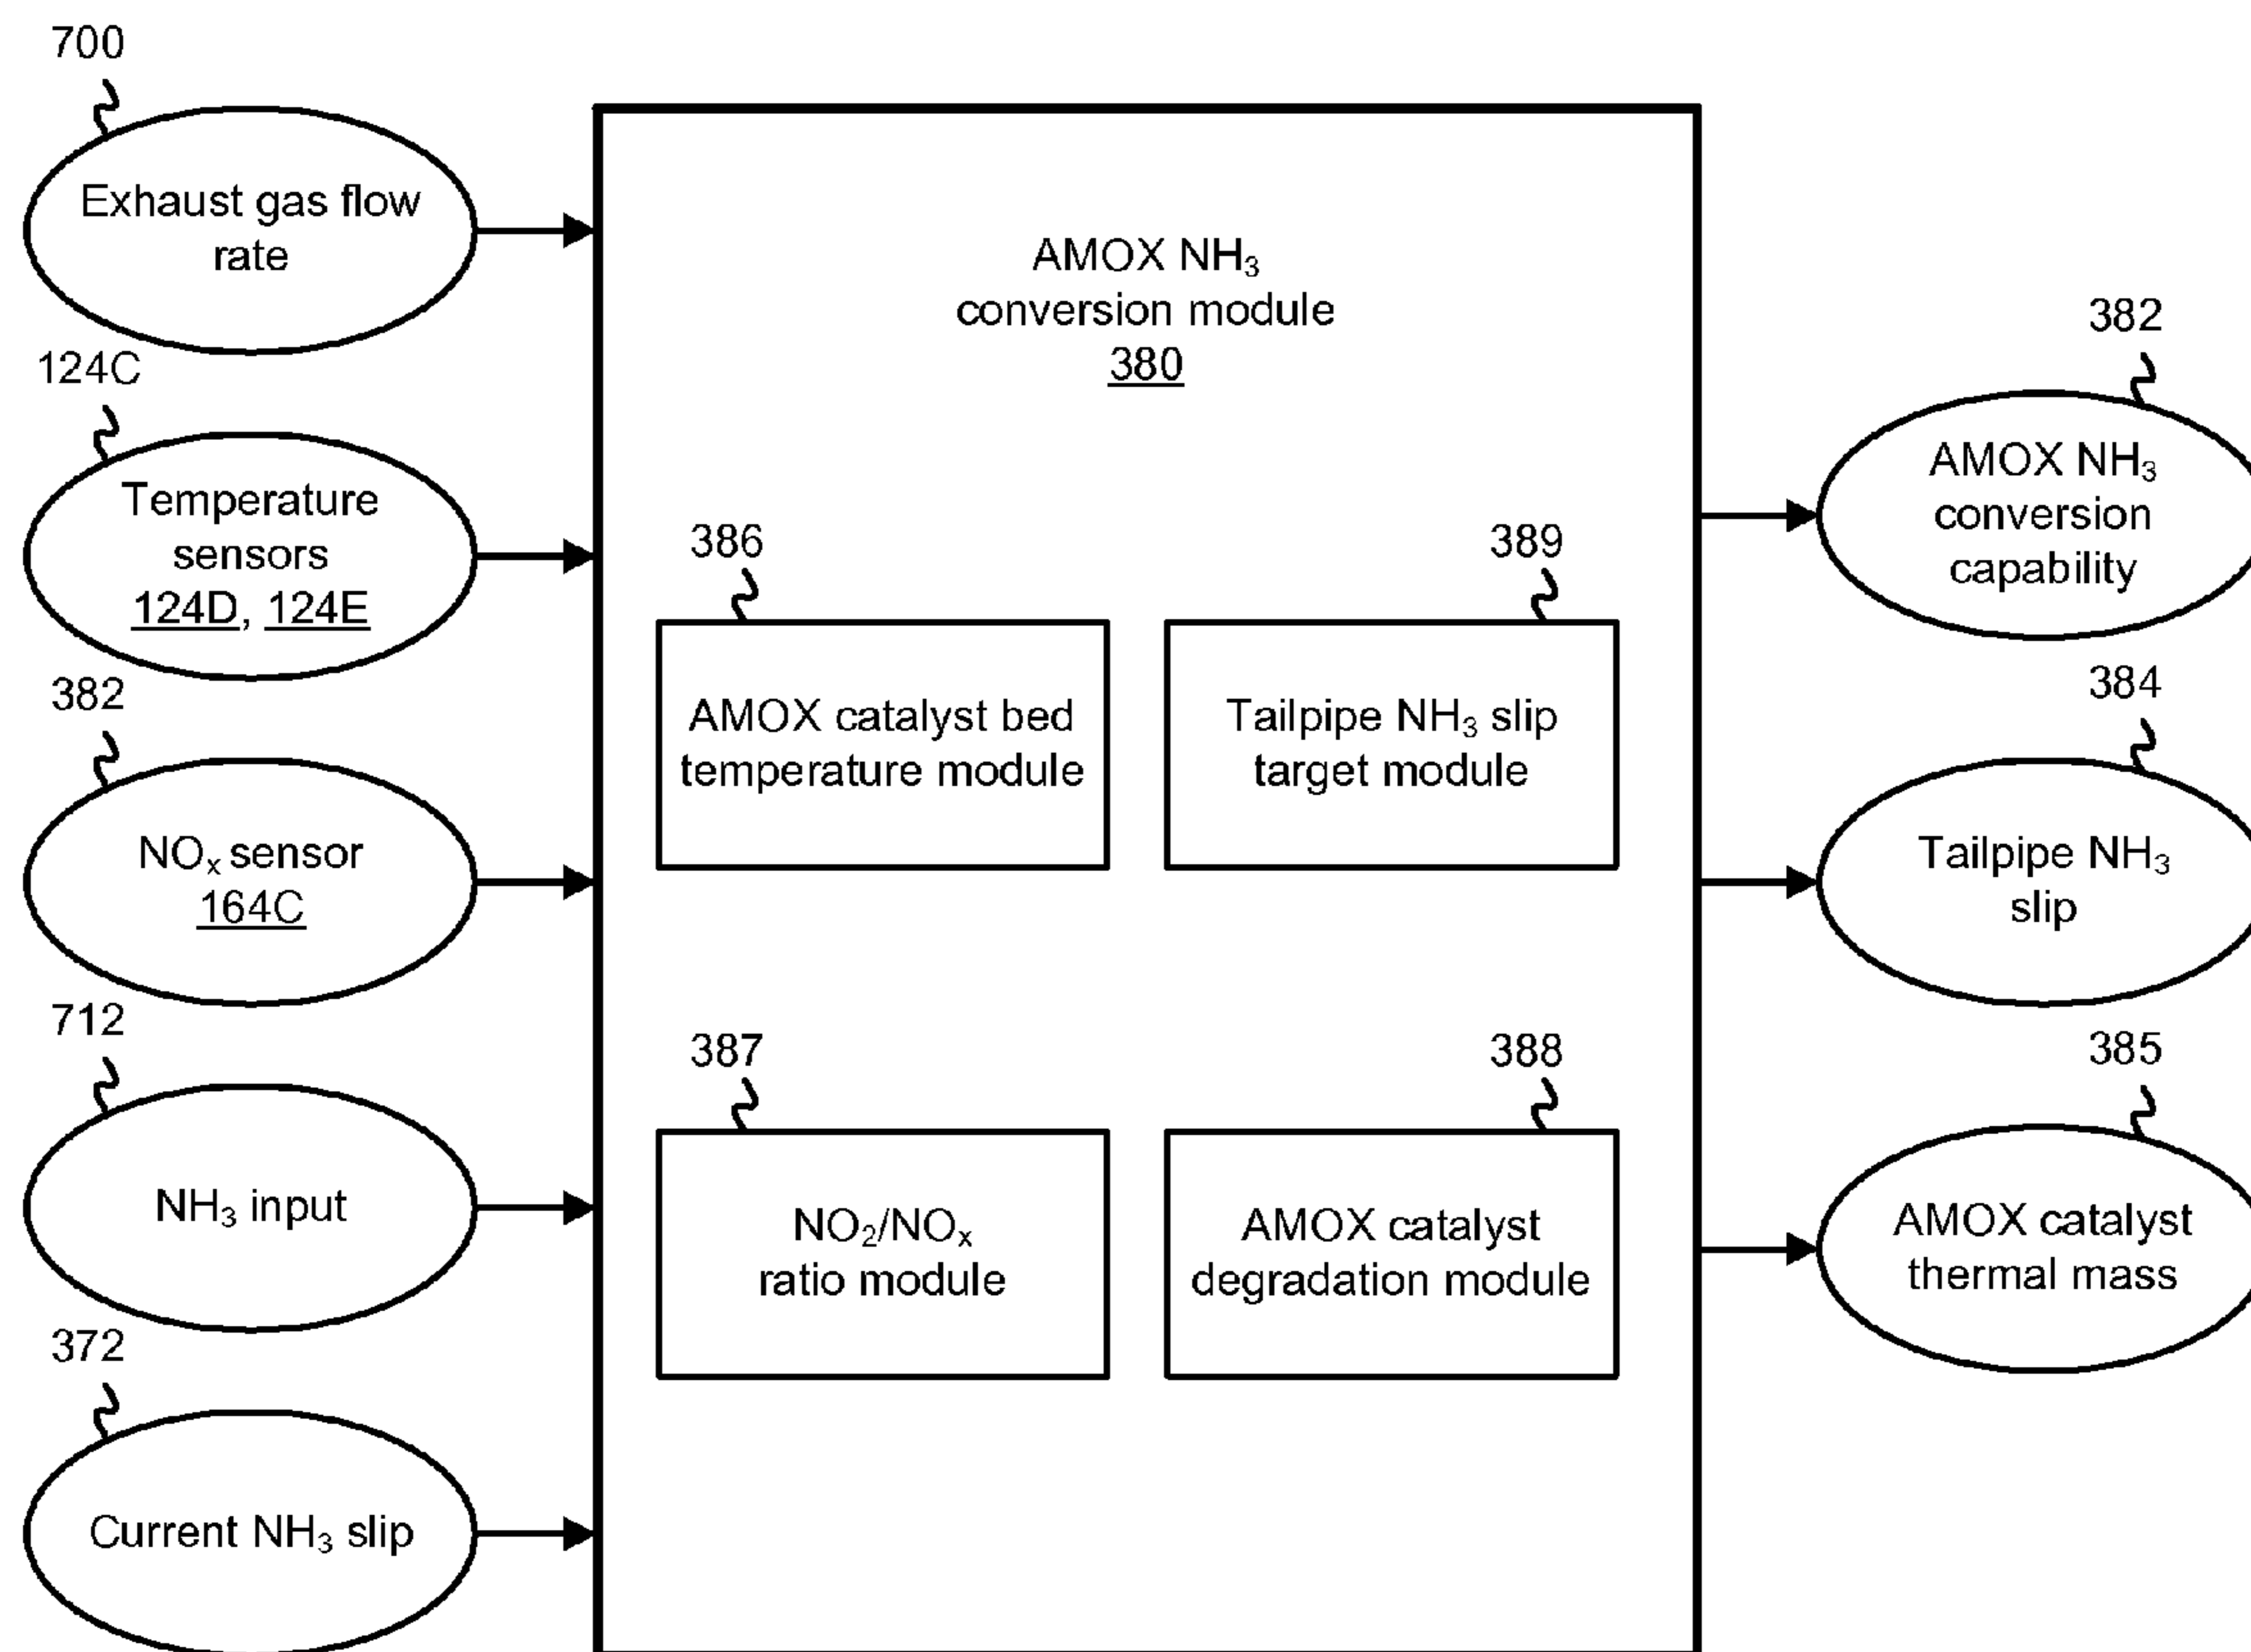 700
Exhaust gas flow
rate
124C
Temperature
sensors
124D, 124E
382
NOx sensor
164C
712
NH3 input
372
Current NH3 slip
AMOX NH3
conversion module
380
386
AMOX catalyst bed
temperature module
389
Tailpipe NH3 slip
target module
387
NO2/NOx
ratio module
388
AMOX catalyst
degradation module
382
AMOX NH3
conversion
capability
384
Tailpipe NH3
slip
385
AMOX catalyst
thermal mass